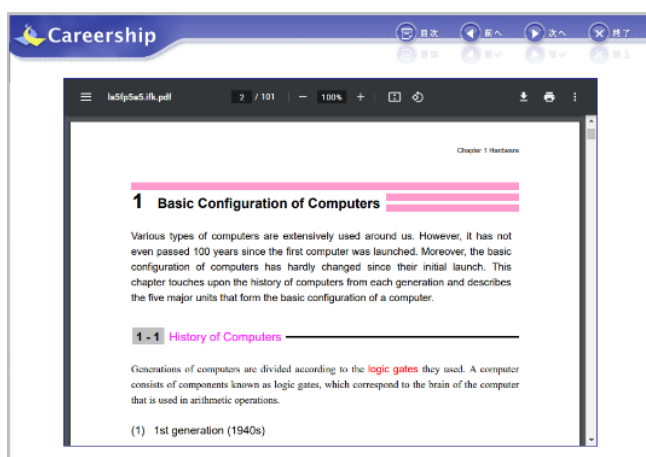 Careership
目次
前へ
次へ
終了
la5fp5a5.ifk.pdf
2 / 101
100%
Chapter 1 Hardware
1 Basic Configuration of Computers
Various types of computers are extensively used around us. However, it has not
even passed 100 years since the first computer was launched. Moreover, the basic
configuration of computers has hardly changed since their initial launch. This
chapter touches upon the history of computers from each generation and describes
the five major units that form the basic configuration of a computer.
1 - 1 History of Computers
Generations of computers are divided according to the logic gates they used. A computer
consists of components known as logic gates, which correspond to the brain of the computer
that is used in arithmetic operations.
(1) 1st generation (1940s)